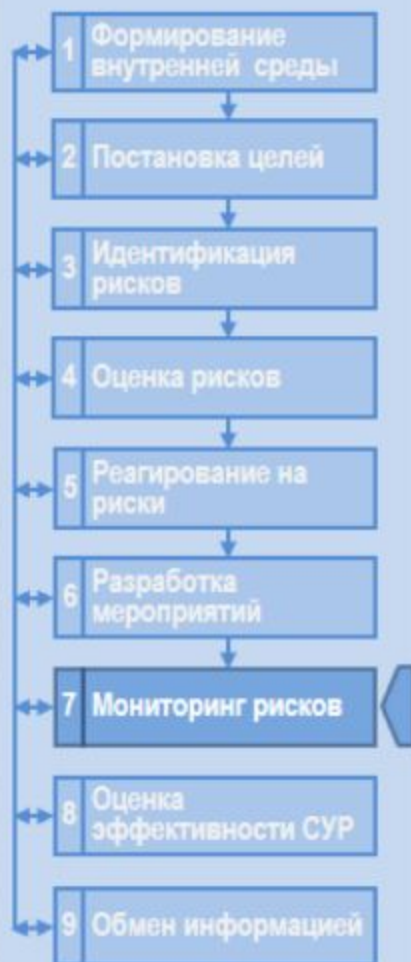 1 Формирование
внутренней среды
2 Постановка целей
3 Идентификация
рисков
4 Оценка рисков
5 Реагирование на
риски
6 Разработка
мероприятий
7 Мониторинг рисков
8 Оценка
эффективности СУР
9 Обмен информацией